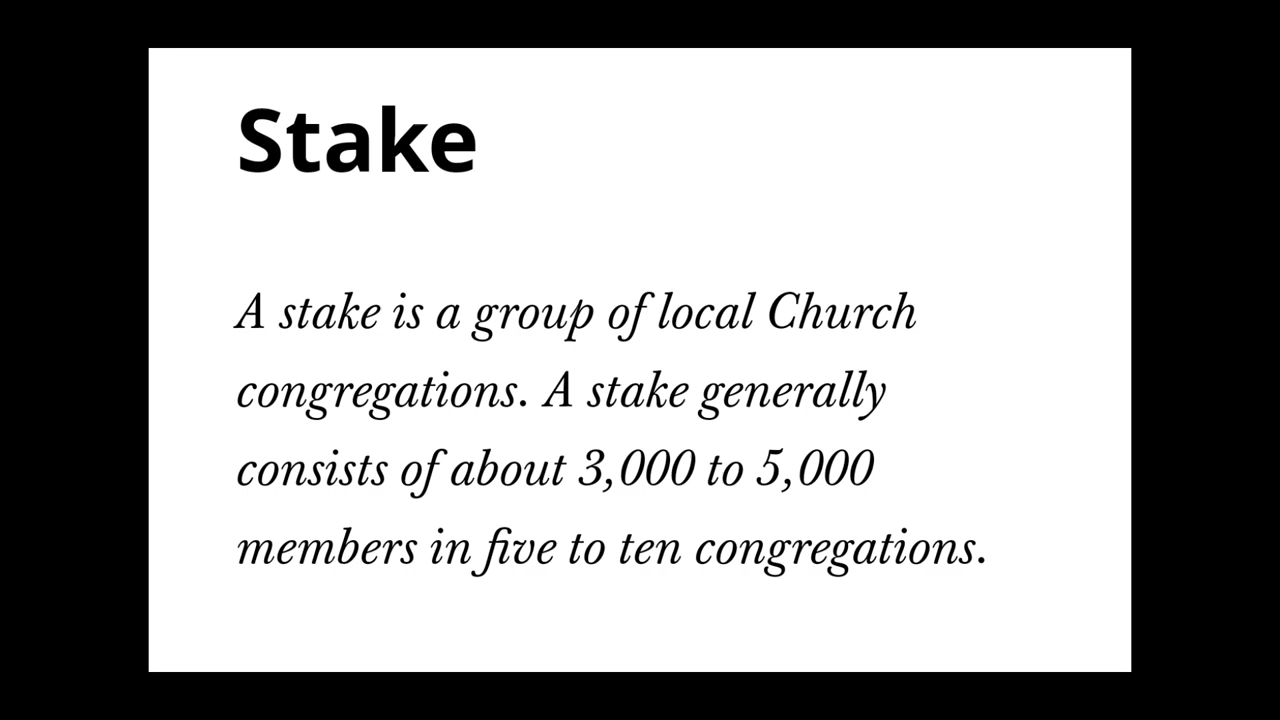 Stake
A stake is a group of local Church
congregations. A stake generally
consists of about 3,000 to 5,000
members in five to ten congregations.